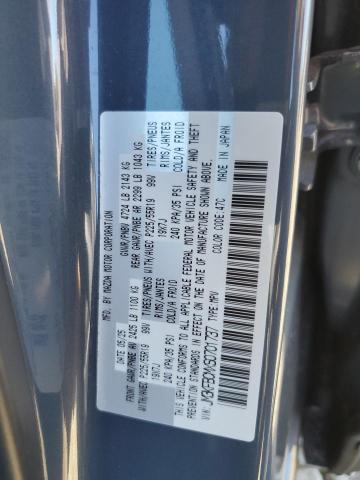 MFD. BY MAZDA MOTOR CORPORATION
DATE: 05/25 GVWR/PNBV 4724 LB 2143 KG
FRONT GAWR/PNBE AV 2425 LB 1100 KG REAR GAWR/PNBE AR 2299 LB 1043 KG
WITH/AVEC P225/55R19 99V TIRES/PNEUS WITH/AVEC P225/55R19 99V TIRES/PNEUS
19X7J RIMS/JANTES 19X7J RIMS/JANTES
240 KPA/35 PSI COLD/A FROID 240 KPA/35 PSI COLD/A FROID
THIS VEHICLE CONFORMS TO ALL APPLICABLE FEDERAL MOTOR VEHICLE SAFETY AND THEFT
PREVENTION STANDARDS IN EFFECT ON THE DATE OF MANUFACTURE SHOWN ABOVE.
MADE IN JAPAN
VIN: TYPE: MPV COLOR CODE: 47C